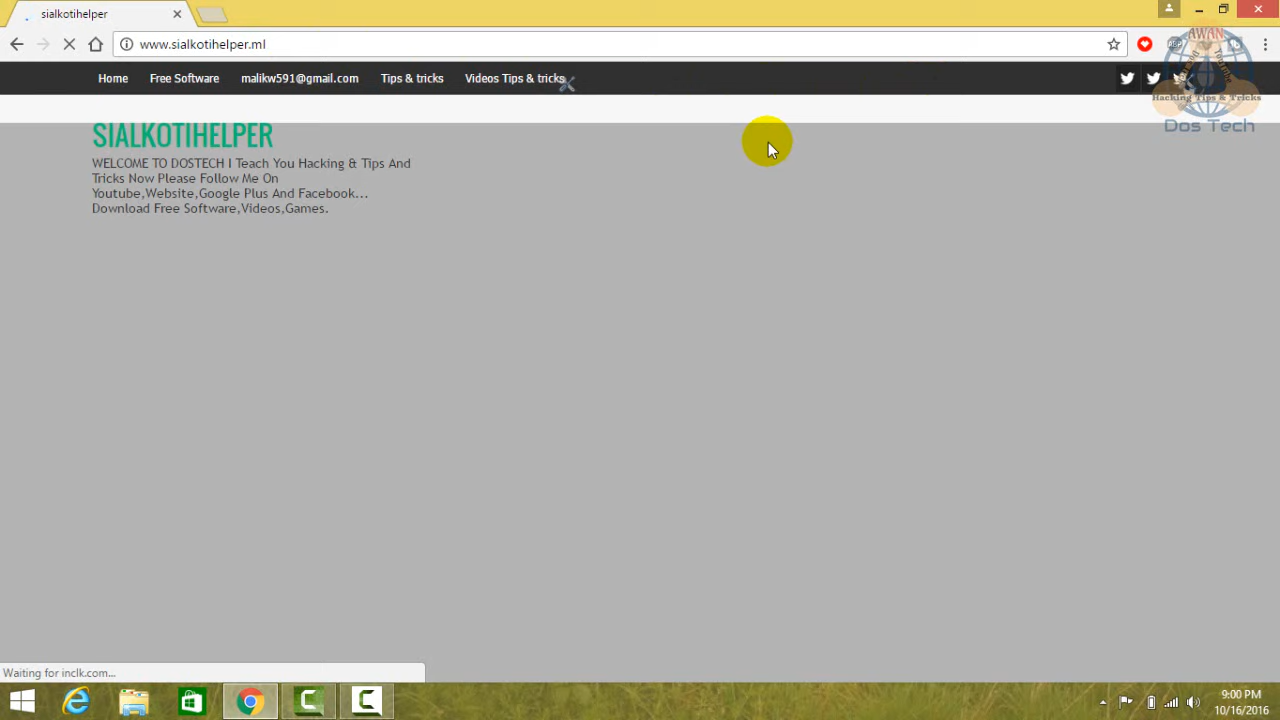 sialkotihelper
www.sialkotihelper.ml
Home Free Software malikw591@gmail.com Tips & tricks Videos Tips & tricks
AWAN
Hacking Tips & Tricks
Dos Tech
SIALKOTIHELPER
WELCOME TO DOSTECH I Teach You Hacking & Tips And
Tricks Now Please Follow Me On
Youtube,Website,Google Plus And Facebook...
Download Free Software,Videos,Games.
Waiting for inclk.com...
9:00 PM
10/16/2016